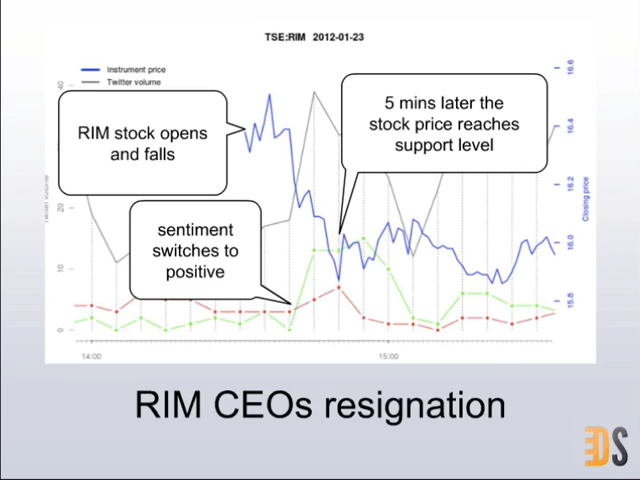 TSE:RIM 2012-01-23
Instrument price
Twitter volume
RIM stock opens
and falls
5 mins later the
stock price reaches
support level
sentiment
switches to
positive
40
20
10
0
16.6
16.4
16.2
16.0
15.8
Closing price
14:00
15:00
RIM CEOs resignation
DS